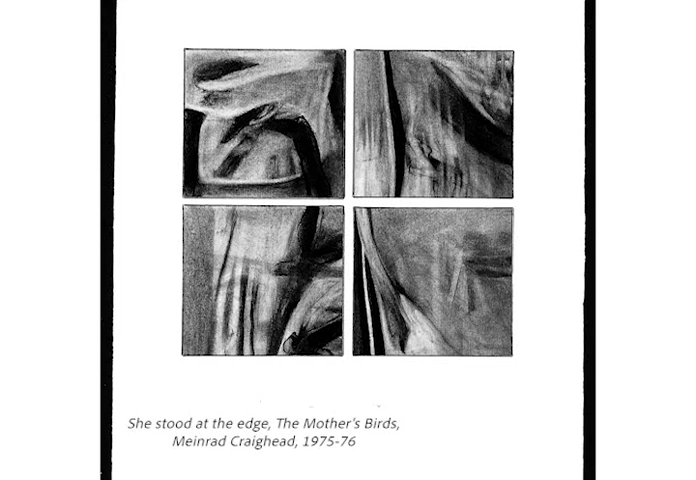 She stood at the edge, The Mother's Birds,
Meinrad Craighead, 1975-76